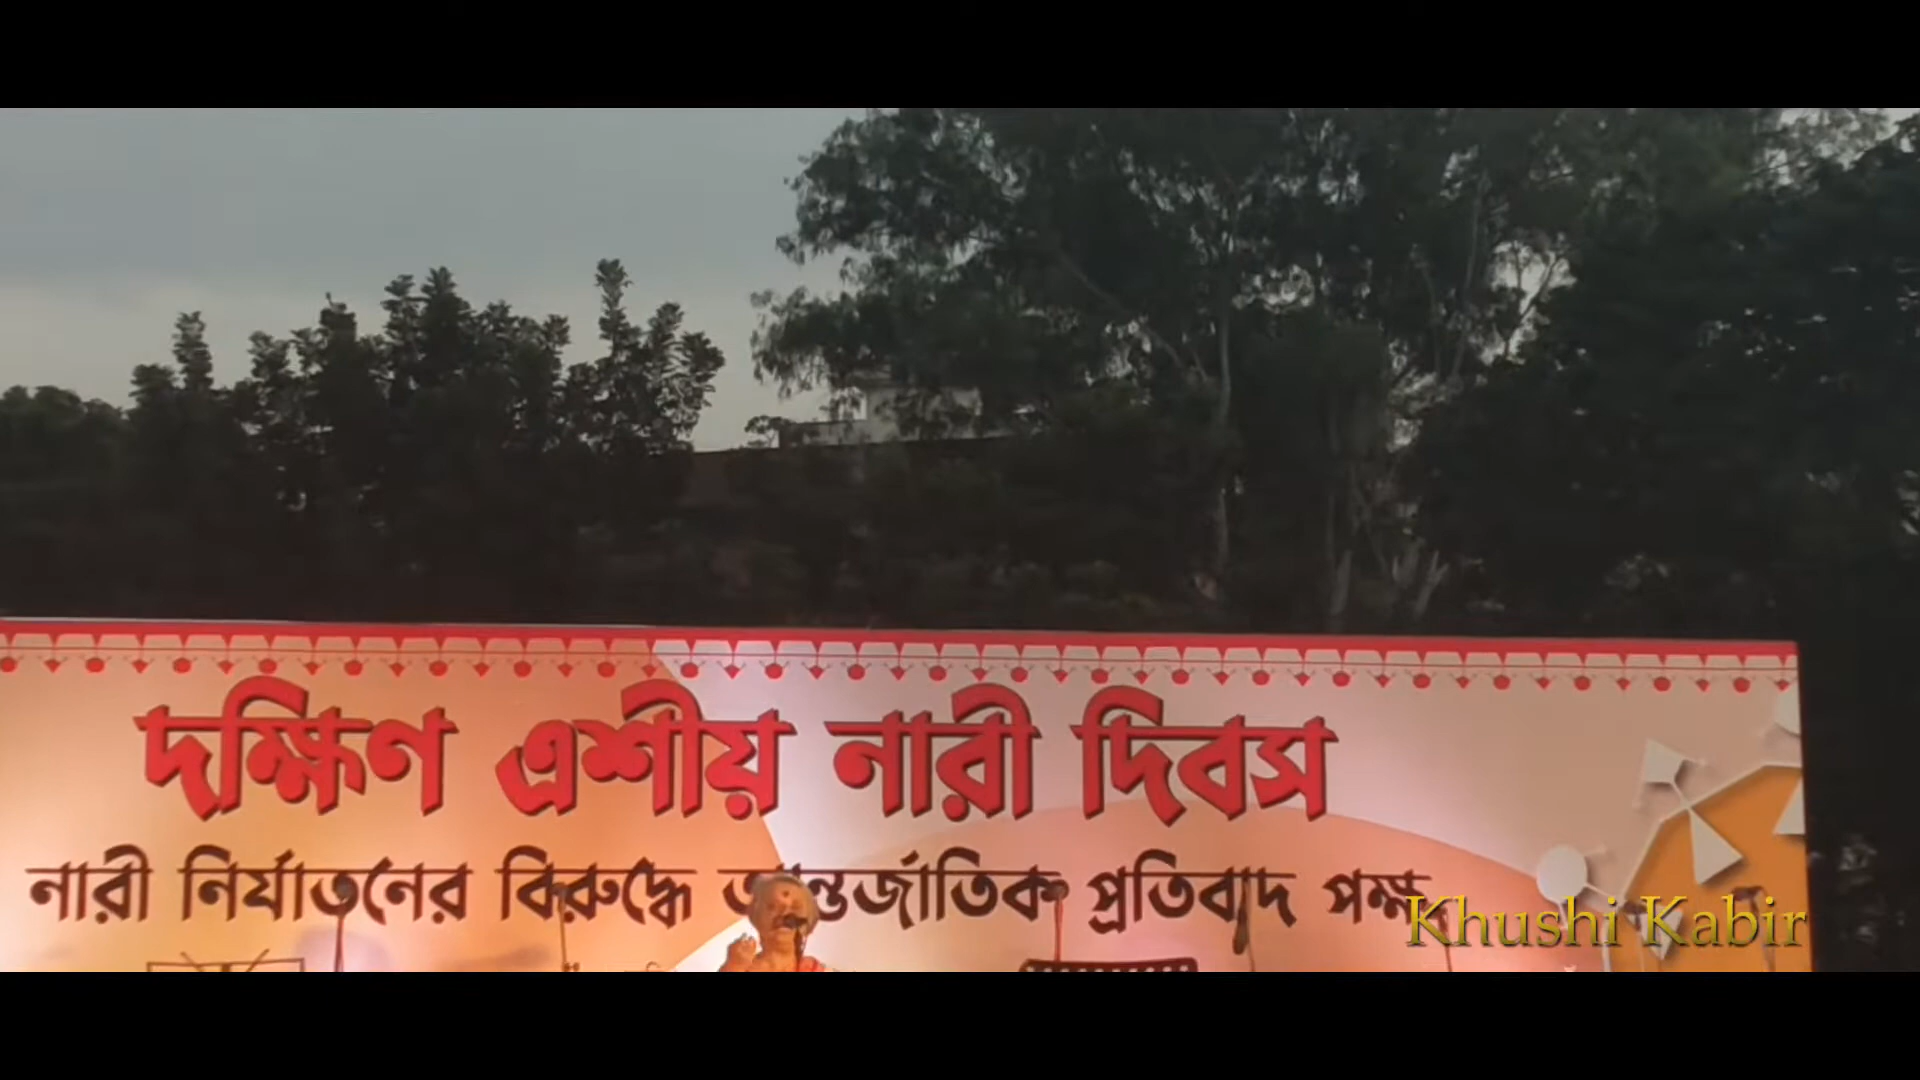 দক্ষিণ এশীয় নারী দিবস
নারী নির্যাতনের বিরুদ্ধে আন্তর্জাতিক প্রতিবাদ পক্ষ
Khushi Kabir